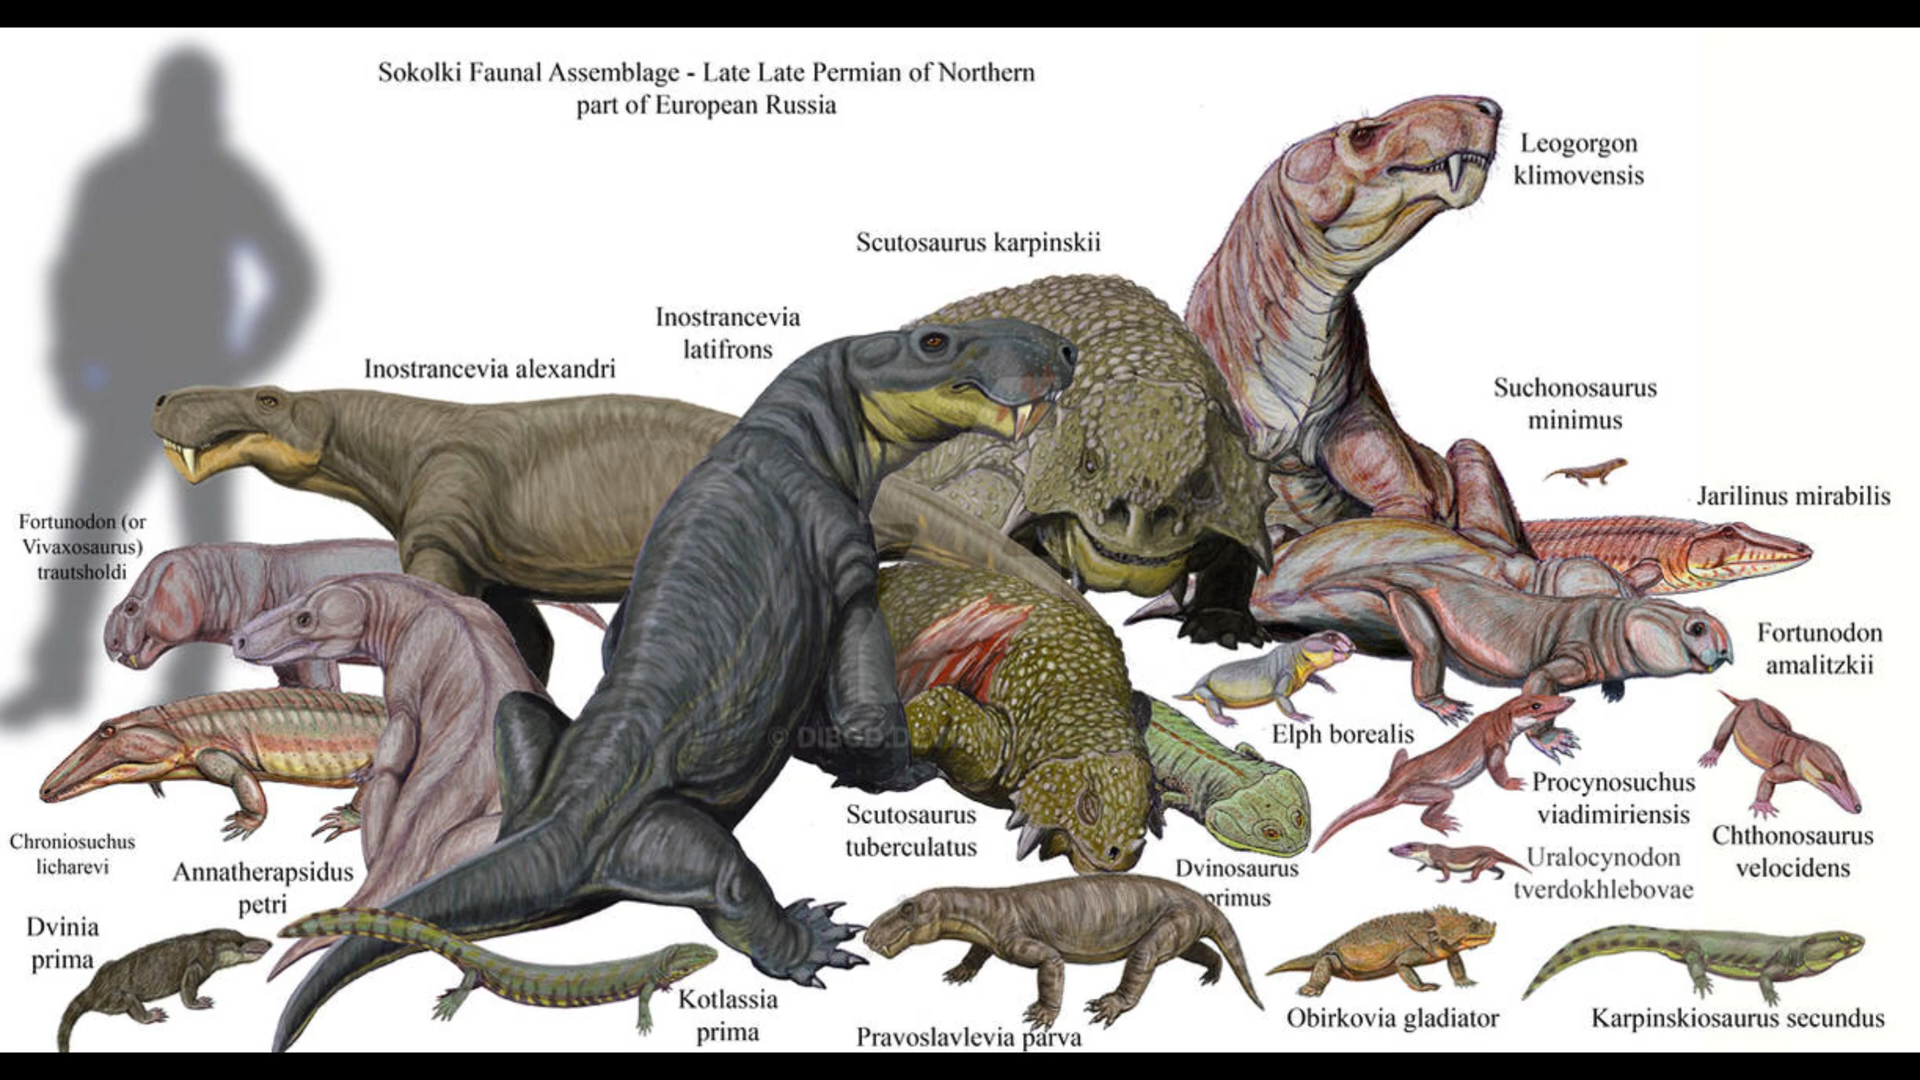 Sokolki Faunal Assemblage - Late Late Permian of Northern
part of European Russia
Leogorgon
klimovensis
Scutosaurus karpinskii
Inostrancevia
latifrons
Inostrancevia alexandri
Suchonosaurus
minimus
Jarilinus mirabilis
Fortunodon (or
Vivaxosaurus)
trautsholdi
Fortunodon
amalitzkii
Elph borealis
Procynosuchus
viadimiriensis
Chthonosaurus
velocidens
Scutosaurus
tuberculatus
Chroniosuchus
licharevi
Annatherapsidus
petri
Dvinosaurus
primus
Uralocynodon
tverdokhlebovae
Dvinia
prima
Kotlassia
prima
Pravoslavlevia parva
Obirkovia gladiator
Karpinskiosaurus secundus